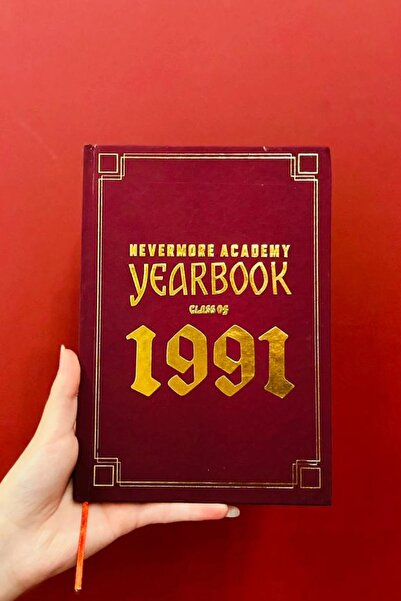 NEVERMORE ACADEMY
YEARBOOK
CLASS OF
1991